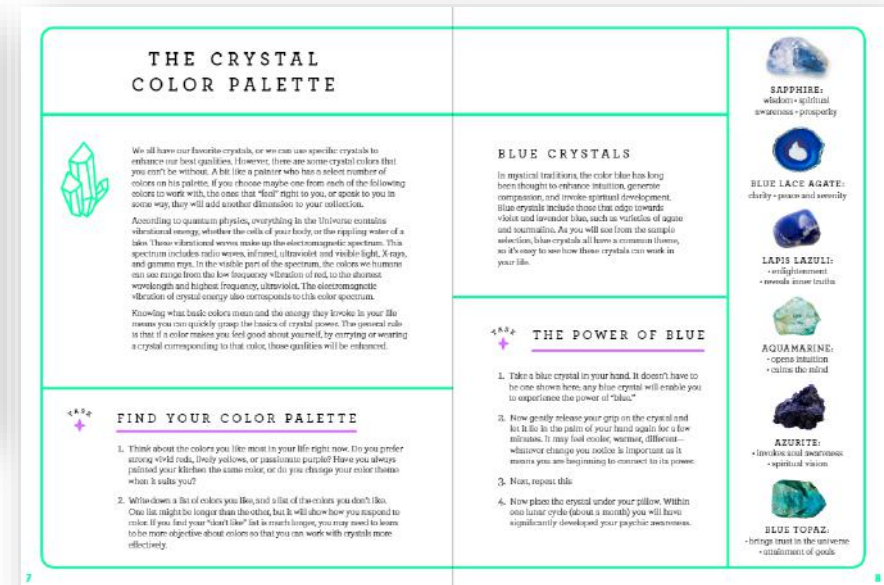 THE CRYSTAL
COLOR PALETTE
We all have our favorite crystals, or we can use specific crystals to
enhance our best qualities. However, there are some crystal colors that
you can't be without. A bit like a painter who has a select number of
colors on his palette, if you choose maybe one from each of the following
colors to work with, the ones that "feel" right to you, or speak to you in
some way, they will add another dimension to your collection.
According to quantum physics, everything in the Universe contains
vibrational energy, whether the cells of your body, or the rippling water of a
lake. These vibrational waves make up the electromagnetic spectrum. This
spectrum includes radio waves, infrared, ultraviolet and visible light, X-rays,
and gamma rays. In the visible part of the spectrum, the colors we humans
can see range from the low frequency vibration of red, to the shortest
wavelength and highest frequency, ultraviolet. The electromagnetic
vibration of crystal energy also corresponds to this color spectrum.
Knowing what basic colors mean and the energy they invoke in your life
means you can quickly grasp the basics of crystal power. The general rule
is that if a color makes you feel good about yourself, by carrying or wearing
a crystal corresponding to that color, those qualities will be enhanced.
TASK
FIND YOUR COLOR PALETTE
1. Think about the colors you like most in your life right now. Do you prefer
strong vivid reds, lively yellows, or passionate purple? Have you always
painted your kitchen the same color, or do you change your color theme
when it suits you?
2. Write down a list of colors you like, and a list of the colors you don't like.
One list might be longer than the other, but it will show how you respond to
color. If you find your "don't like" list is much longer, you may need to learn
to be more objective about colors so that you can work with crystals more
effectively.
7
BLUE CRYSTALS
In mystical traditions, the color blue has long
been thought to enhance intuition, generate
compassion, and invoke spiritual development.
Blue crystals include those that edge towards
violet and lavender blue, such as varieties of agate
and tourmaline. As you will see from the sample
selection, blue crystals all have a common theme,
so it's easy to see how these crystals can work in
your life.
TASK
THE POWER OF BLUE
1. Take a blue crystal in your hand. It doesn't have to
be one shown here; any blue crystal will enable you
to experience the power of "blue."
2. Now gently release your grip on the crystal and
let it lie in the palm of your hand again for a few
minutes. It may feel cooler, warmer, different—
whatever change you notice is important as it
means you are beginning to connect to its power.
3. Next, repeat this
4. Now place the crystal under your pillow. Within
one lunar cycle (about a month) you will have
significantly developed your psychic awareness.
SAPPHIRE:
wisdom • spiritual
awareness • prosperity
BLUE LACE AGATE:
clarity • peace and serenity
LAPIS LAZULI:
• enlightenment
• reveals inner truths
AQUAMARINE:
• opens intuition
• calms the mind
AZURITE:
• invokes soul awareness
• spiritual vision
BLUE TOPAZ:
• brings trust in the universe
• attainment of goals
8